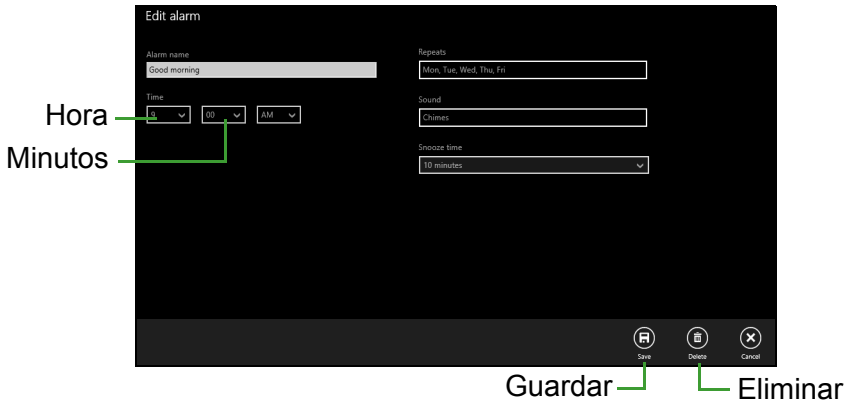 Edit alarm
Alarm name
Good morning
Time
9 00 AM
Repeats
Mon, Tue, Wed, Thu, Fri
Sound
Chimes
Snooze time
10 minutes
Hora
Minutos
Save Delete Cancel
Guardar Eliminar